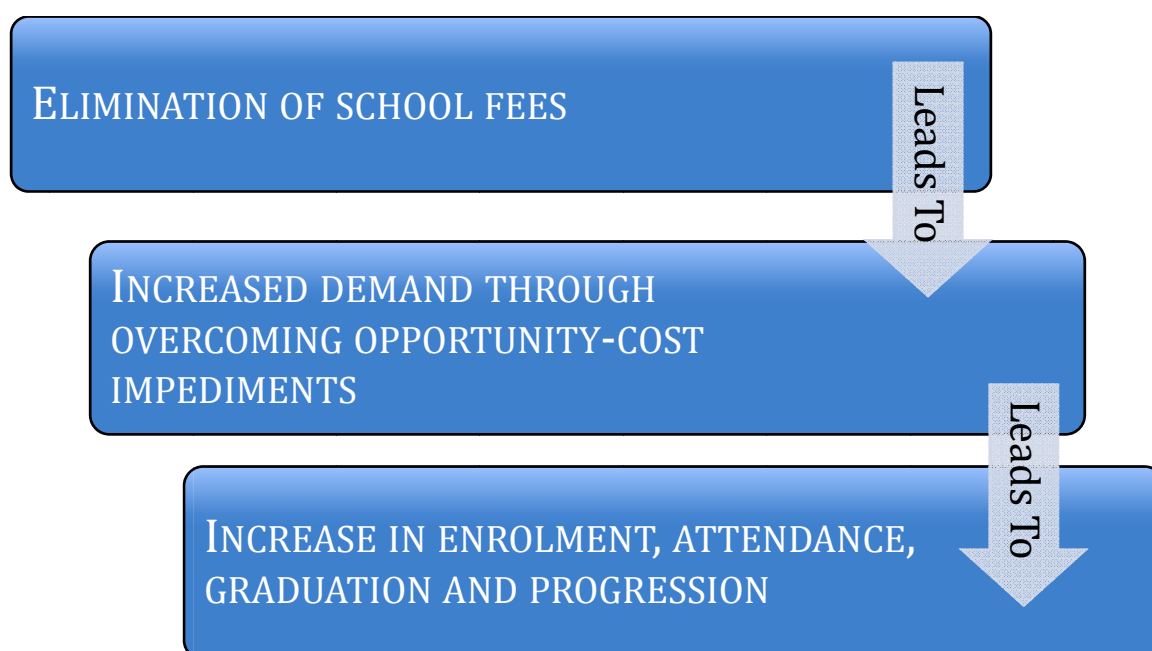 ELIMINATION OF SCHOOL FEES
Leads To
INCREASED DEMAND THROUGH
OVERCOMING OPPORTUNITY-COST
IMPEDIMENTS
Leads To
INCREASE IN ENROLMENT, ATTENDANCE,
GRADUATION AND PROGRESSION